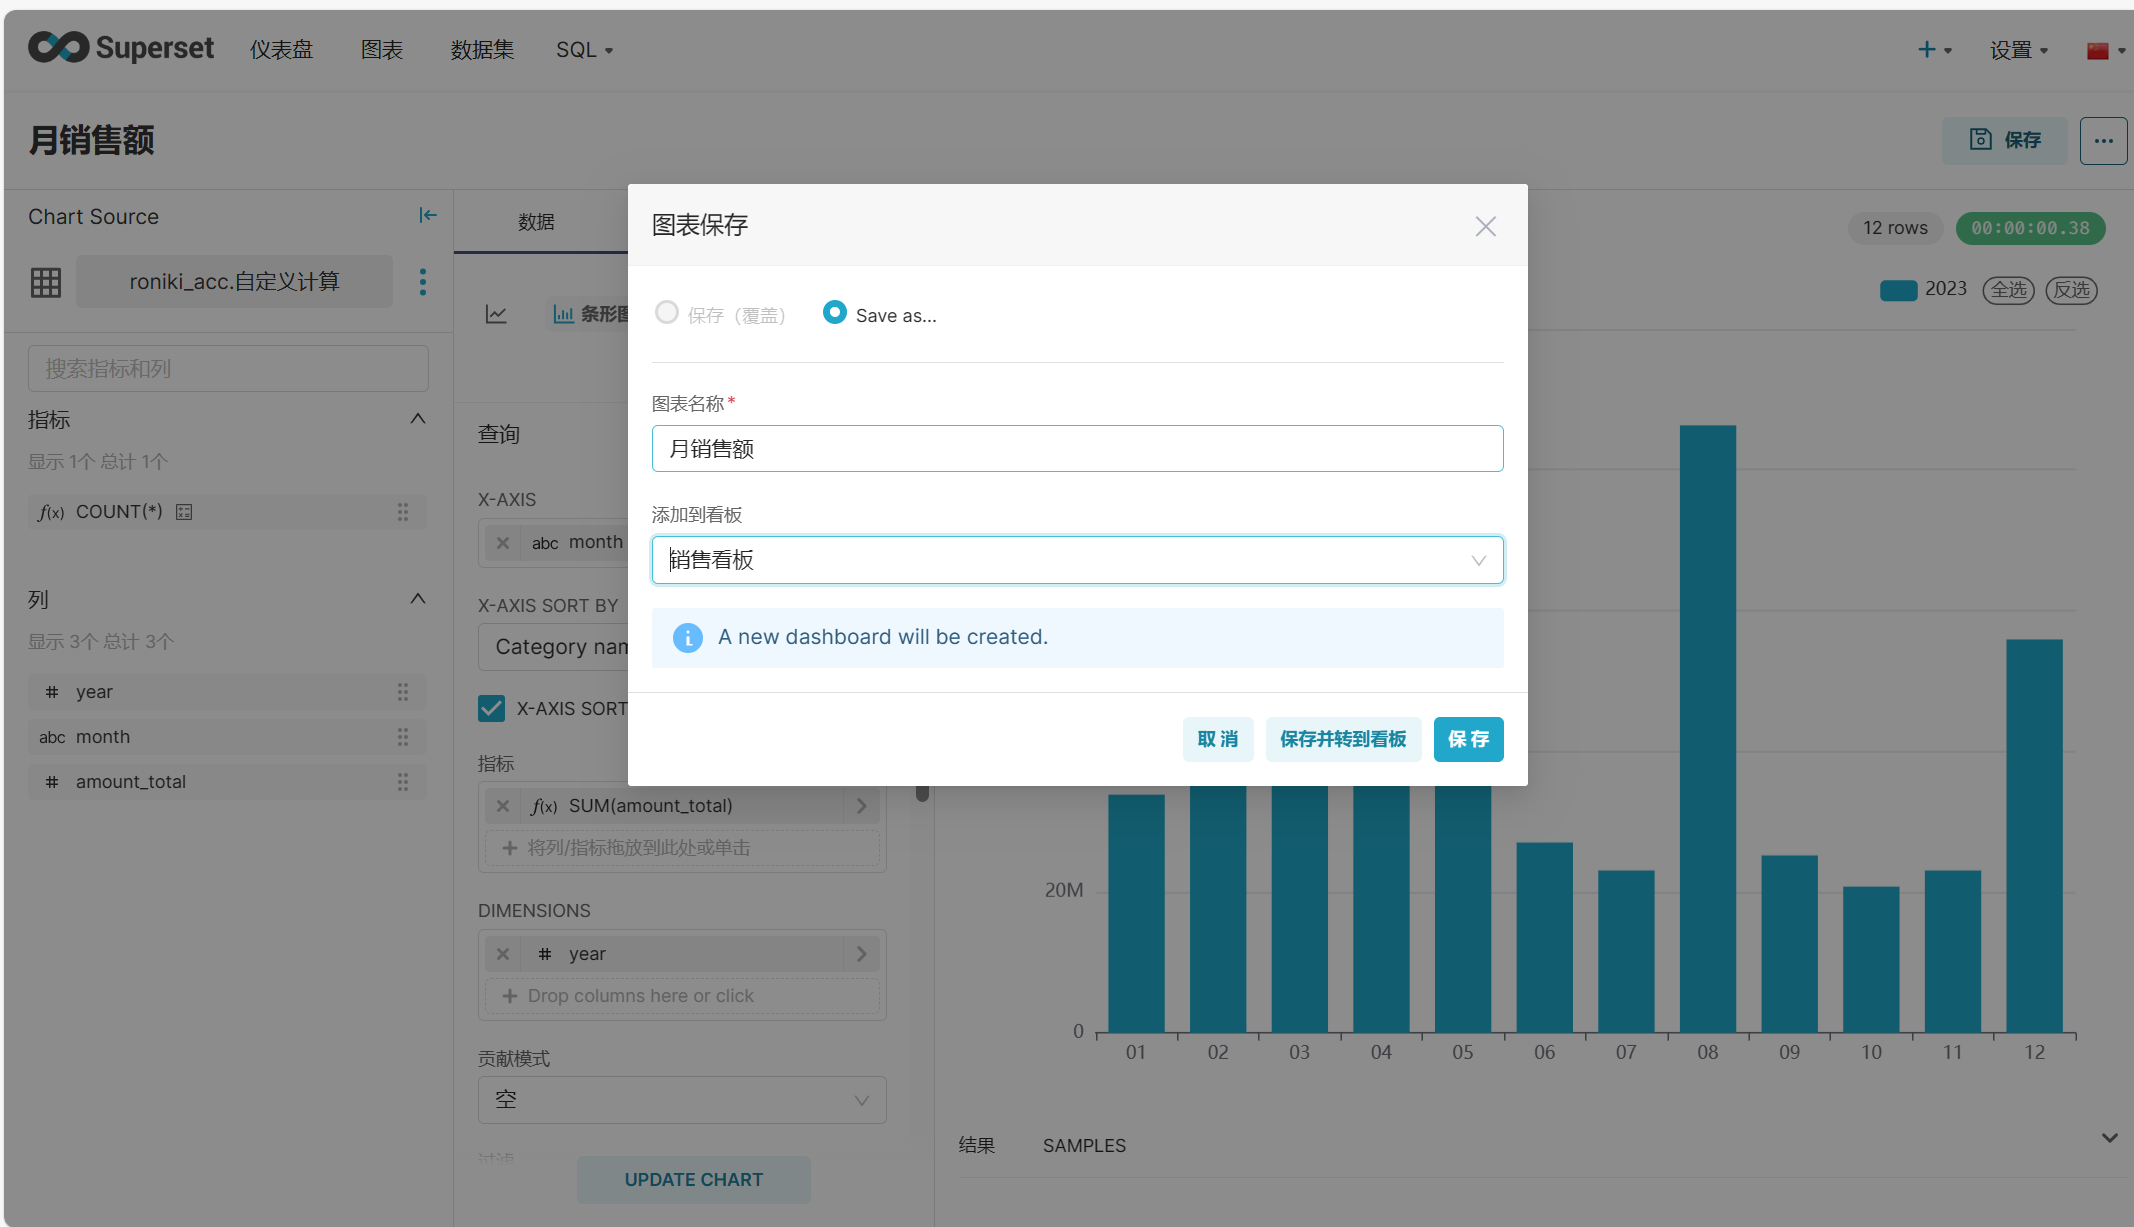 Superset 仪表盘 图表 数据集 SQL 设置
月销售额
保存
Chart Source
roniki_acc.自定义计算
搜索指标和列
指标
显示 1个 总计 1个
f(x) COUNT(*)
列
显示 3个 总计 3个
# year
abc month
# amount_total
数据
条形图
查询
X-AXIS
abc month
X-AXIS SORT BY
Category nam
X-AXIS SORT
指标
f(x) SUM(amount_total)
将列/指标拖放到此处或单击
DIMENSIONS
# year
Drop columns here or click
贡献模式
空
过滤
UPDATE CHART
图表保存
保存（覆盖）
Save as...
图表名称*
月销售额
添加到看板
销售看板
A new dashboard will be created.
取 消
保存并转到看板
保 存
12 rows
00:00:00.38
2023 全选 反选
20M
0
01 02 03 04 05 06 07 08 09 10 11 12
结果 SAMPLES